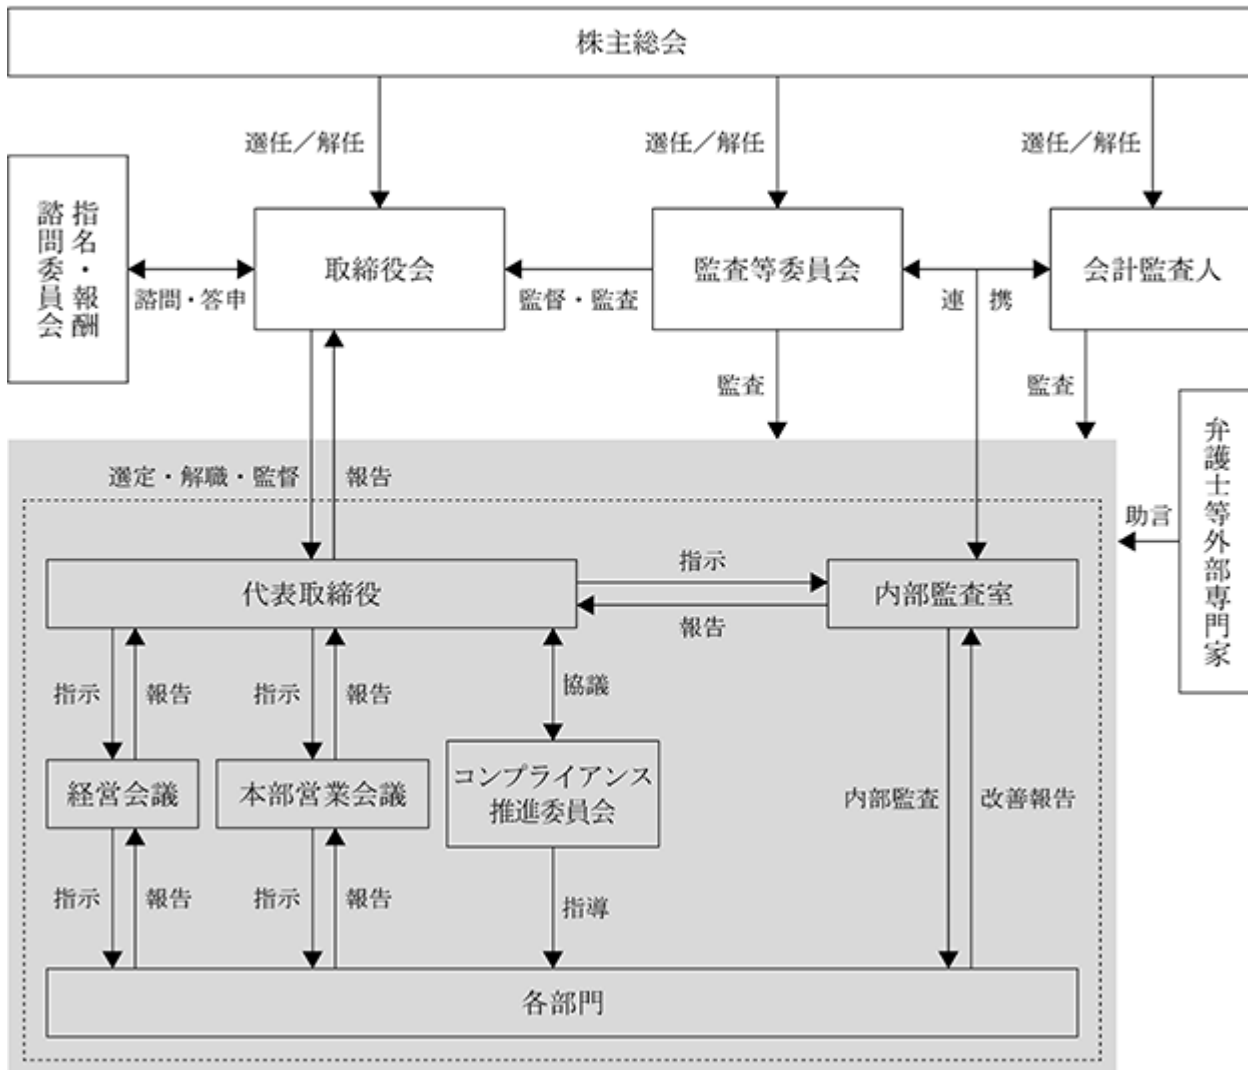 株主総会
選任／解任
選任／解任
選任／解任
指名・報酬
諮問委員会
諮問・答申
取締役会
監督・監査
監査等委員会
連携
会計監査人
監査
監査
弁護士等外部専門家
助言
選定・解職・監督
報告
代表取締役
指示
報告
内部監査室
指示
報告
指示
報告
協議
経営会議
本部営業会議
コンプライアンス
推進委員会
内部監査
改善報告
指示
報告
指示
報告
指導
各部門